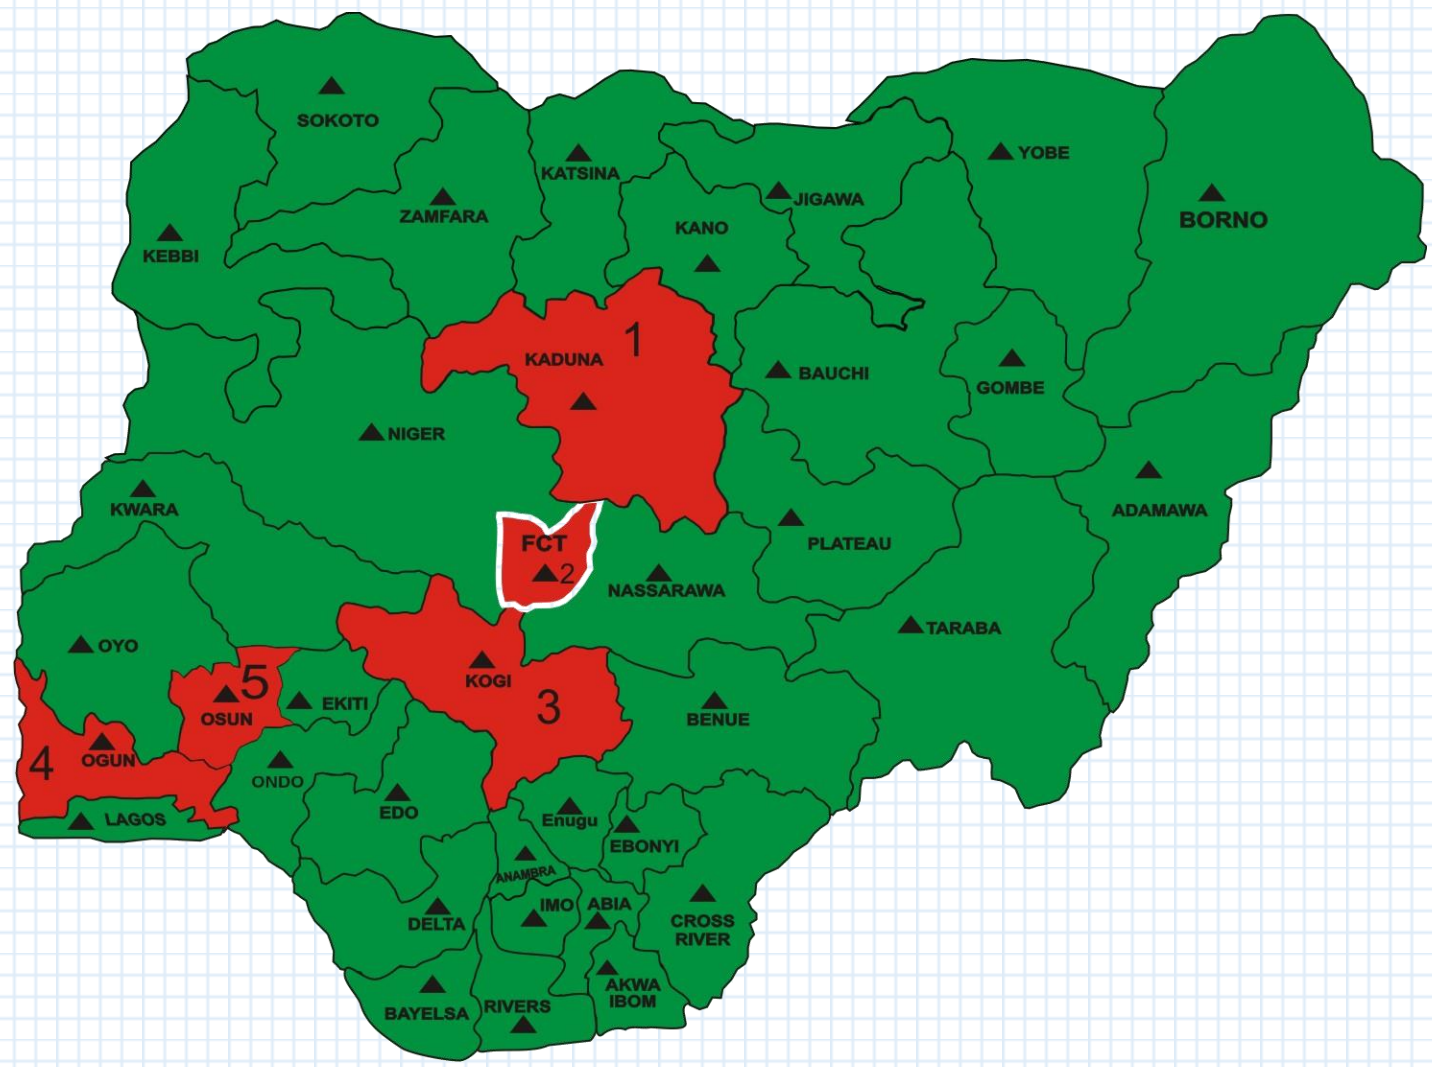 SOKOTO
YOBE
KATSINA
JIGAWA
ZAMFARA
BORNO
KANO
KEBBI
1
KADUNA
BAUCHI
GOMBE
NIGER
KWARA
ADAMAWA
FCT
2
PLATEAU
NASSARAWA
TARABA
OYO
5
OSUN
EKITI
KOGI
3
BENUE
4
OGUN
ONDO
LAGOS
EDO
Enugu
EBONYI
ANAMBRA
IMO
ABIA
DELTA
CROSS
RIVER
AKWA
IBOM
BAYELSA
RIVERS